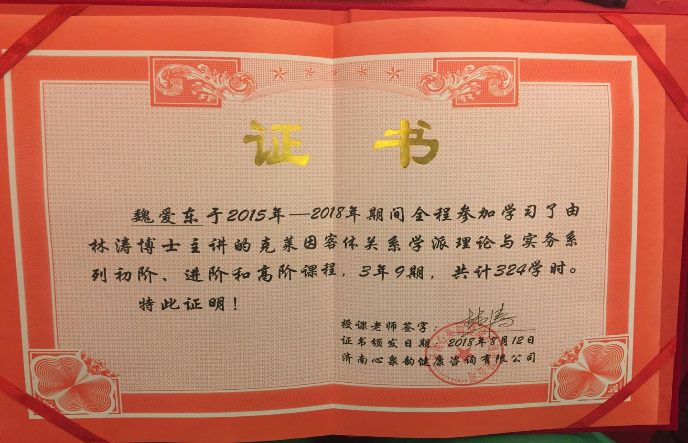 证 书
魏爱东于2015年—2018年期间全程参加学习了由
林涛博士主讲的克莱因客体关系学派理论与实务系
列初阶、进阶和高阶课程，3年9期，共计324学时。
特此证明！
授课老师签字：林涛
证书颁发日期：2018年8月12日
济南心泉韵健康咨询有限公司